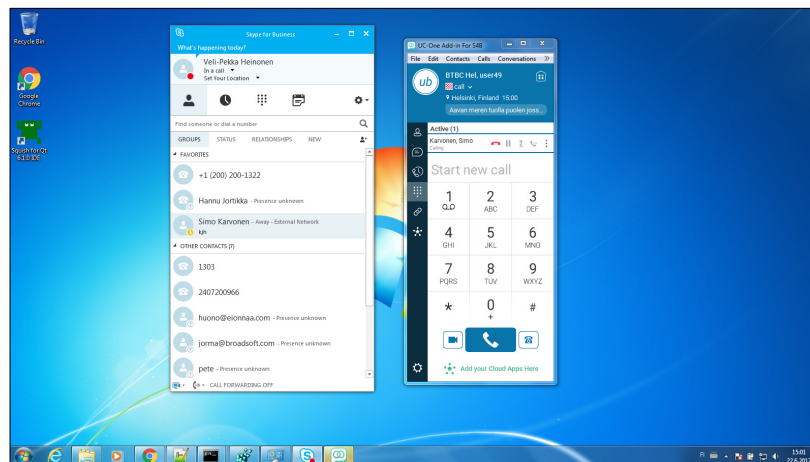 Recycle Bin
Google
Chrome
Squish for Qt
6.1.0 IDE
Skype for Business
What's happening today?
Veli-Pekka Heinonen
In a call
Set Your Location
Find someone or dial a number
GROUPS STATUS RELATIONSHIPS NEW
FAVORITES
+1 (200) 200-1322
Hannu Jortikka - Presence unknown
Simo Karvonen - Away - External Network
kjh
OTHER CONTACTS (7)
1303
2407200966
huono@eionnaa.com - Presence unknown
jorma@broadsoft.com - Presence unknown
pete - Presence unknown
CALL FORWARDING OFF
UC-One Add-in For S4B
File Edit Contacts Calls Conversations »
ub
BTBC Hel, user49
call
Helsinki, Finland 15:00
Aavan meren tuolla puolen joss...
Active (1)
Karvonen, Simo
Calling
Start new call
1 2 3
ABC DEF
4 5 6
GHI JKL MNO
7 8 9
PQRS TUV WXYZ
* 0 #
+
Add your Cloud Apps Here
FI
15:01